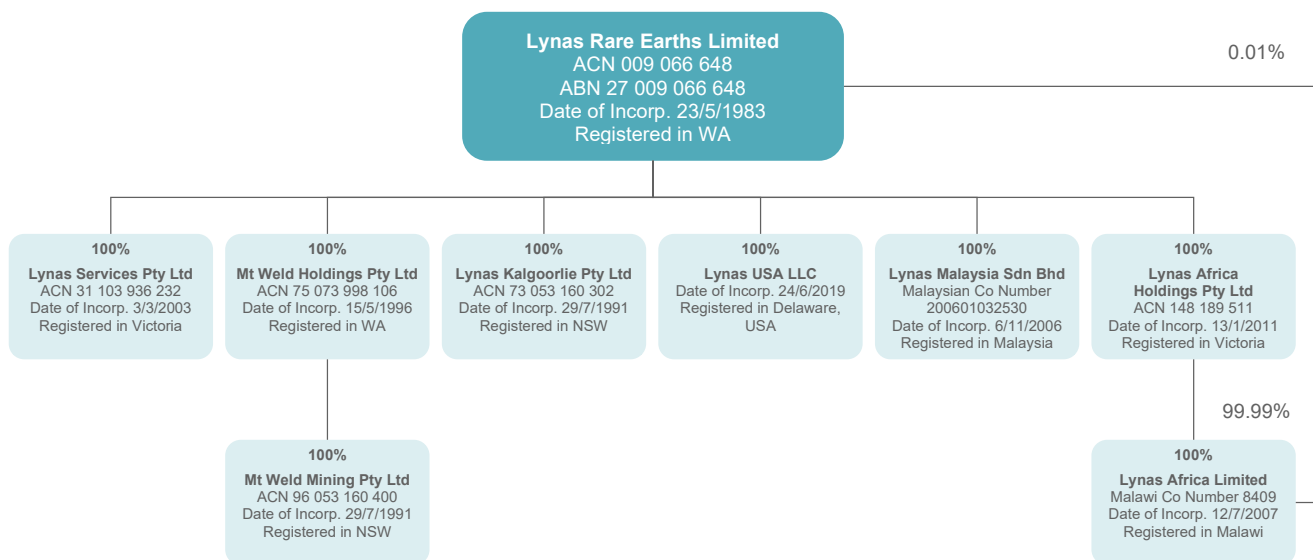 Lynas Rare Earths Limited
ACN 009 066 648
ABN 27 009 066 648
Date of Incorp. 23/5/1983
Registered in WA
0.01%
100%
Lynas Services Pty Ltd
ACN 31 103 936 232
Date of Incorp. 3/3/2003
Registered in Victoria
100%
Mt Weld Holdings Pty Ltd
ACN 75 073 998 106
Date of Incorp. 15/5/1996
Registered in WA
100%
Lynas Kalgoorlie Pty Ltd
ACN 73 053 160 302
Date of Incorp. 29/7/1991
Registered in NSW
100%
Lynas USA LLC
Date of Incorp. 24/6/2019
Registered in Delaware,
USA
100%
Lynas Malaysia Sdn Bhd
Malaysian Co Number
200601032530
Date of Incorp. 6/11/2006
Registered in Malaysia
100%
Lynas Africa
Holdings Pty Ltd
ACN 148 189 511
Date of Incorp. 13/1/2011
Registered in Victoria
99.99%
100%
Mt Weld Mining Pty Ltd
ACN 96 053 160 400
Date of Incorp. 29/7/1991
Registered in NSW
100%
Lynas Africa Limited
Malawi Co Number 8409
Date of Incorp. 12/7/2007
Registered in Malawi